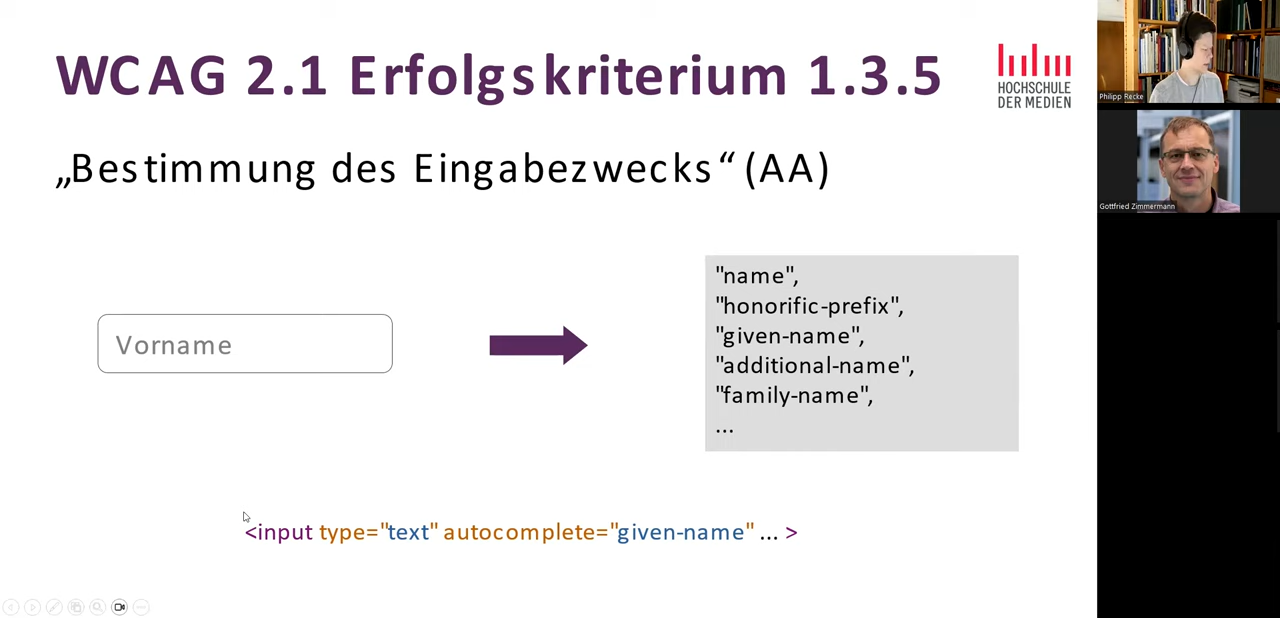 WCAG 2.1 Erfolgskriterium 1.3.5
HOCHSCHULE
DER MEDIEN
„Bestimmung des Eingabezwecks“ (AA)
Vorname
"name",
"honorific-prefix",
"given-name",
"additional-name",
"family-name",
...
<input type="text" autocomplete="given-name" ... >
Philipp Recke
Gottfried Zimmermann